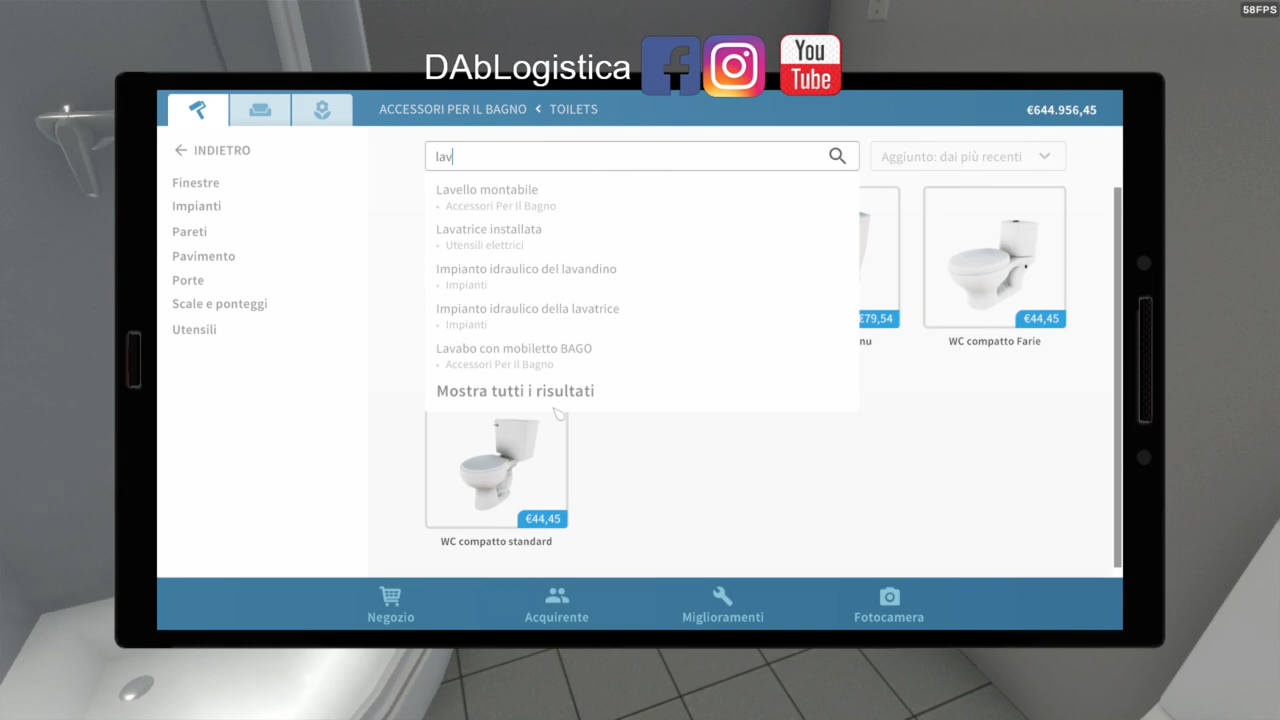 58FPS
DAbLogistica
You
Tube
ACCESSORI PER IL BAGNO < TOILETS
€644.956,45
INDIETRO
Finestre
Impianti
Pareti
Pavimento
Porte
Scale e ponteggi
Utensili
lav
Aggiunto: dai più recenti
Lavello montabile
• Accessori Per Il Bagno
Lavatrice installata
• Utensili elettrici
Impianto idraulico del lavandino
• Impianti
Impianto idraulico della lavatrice
• Impianti
Lavabo con mobiletto BAGO
• Accessori Per Il Bagno
Mostra tutti i risultati
€79,54
€44,45
WC compatto Farie
€44,45
WC compatto standard
Negozio
Acquirente
Miglioramenti
Fotocamera